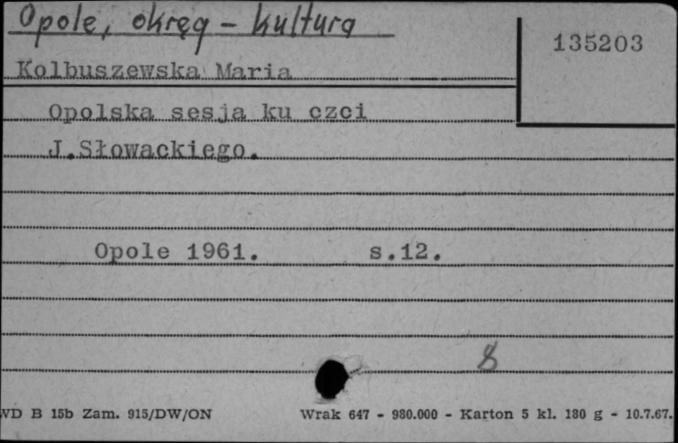 Opole, okręg - kultura
135203
Kolbuszewska Maria
Opolska sesja ku czci
J.Słowackiego.
Opole 1961. s.12.
8
WD B 15b Zam. 915/DW/ON Wrak 647 - 980.000 - Karton 5 kl. 180 g - 10.7.67.